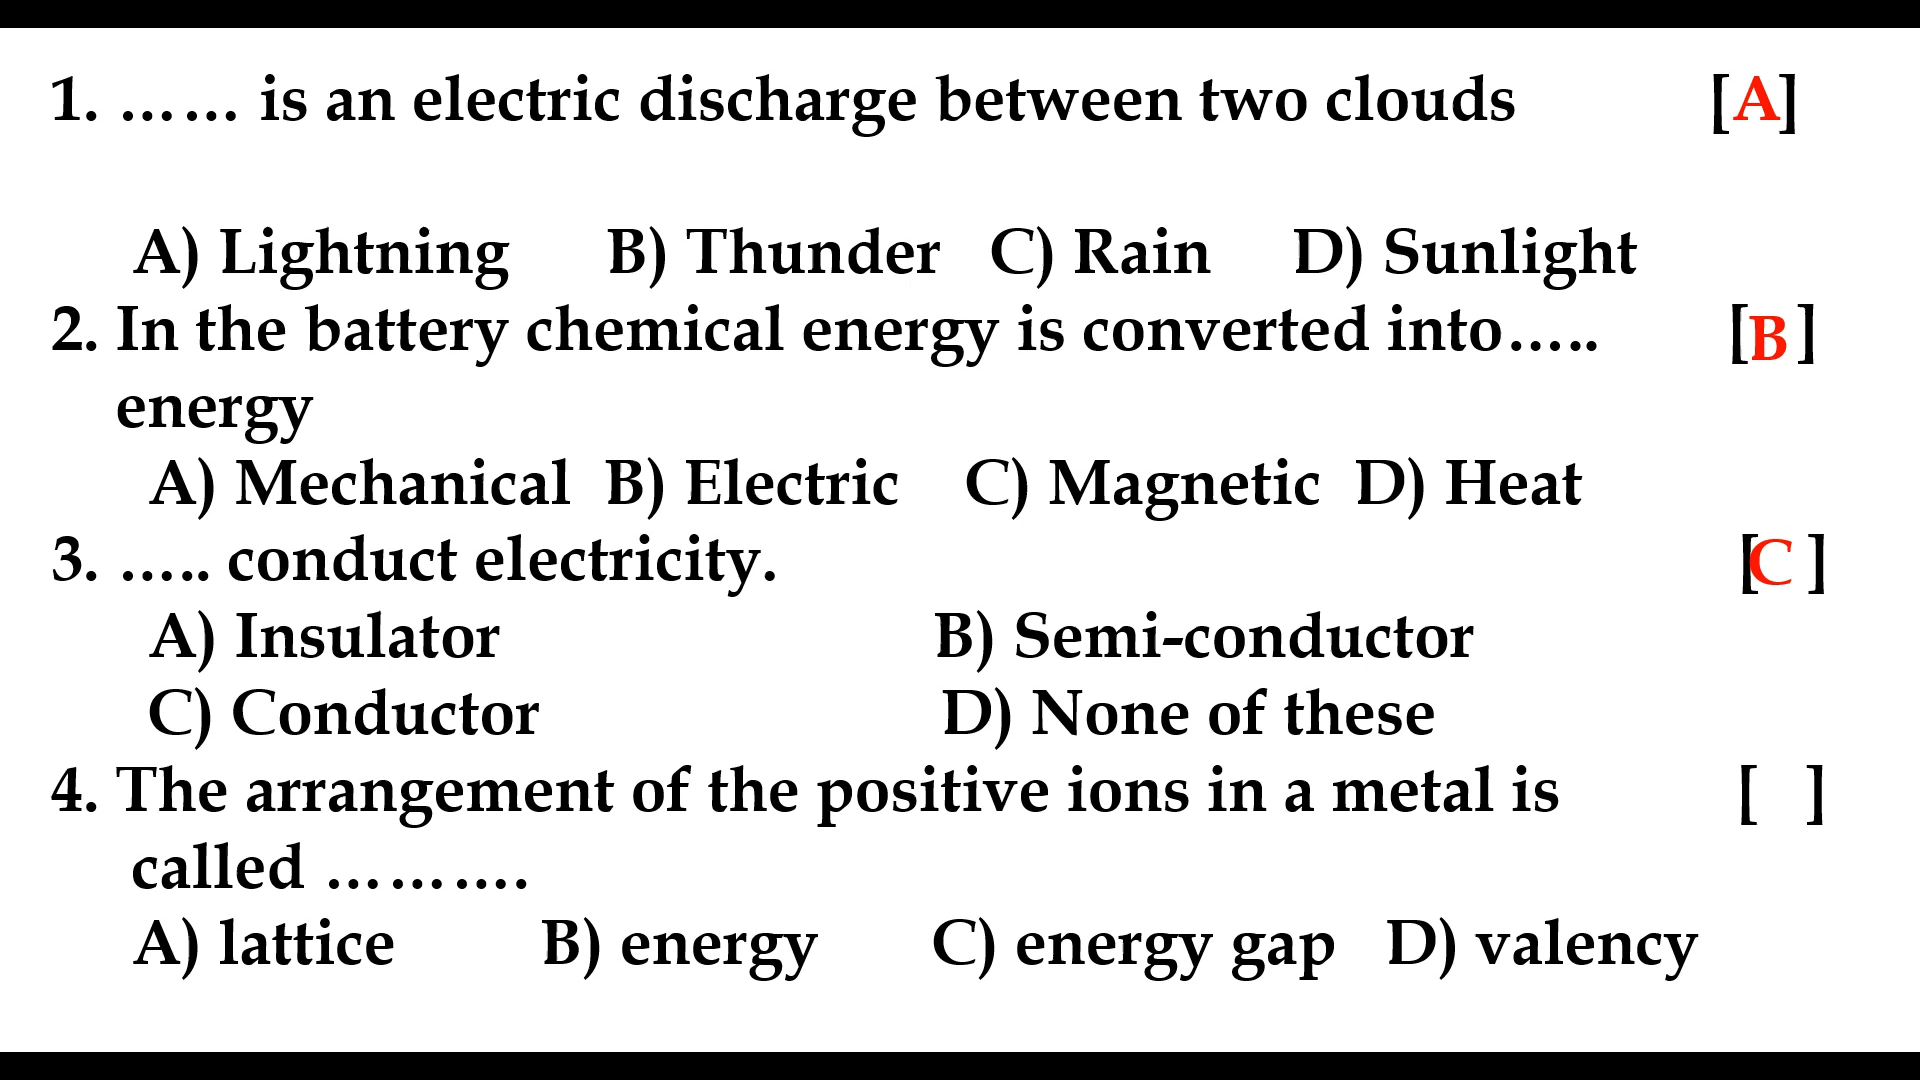 1. …… is an electric discharge between two clouds [A]
A) Lightning B) Thunder C) Rain D) Sunlight
2. In the battery chemical energy is converted into….. [B]
energy
A) Mechanical B) Electric C) Magnetic D) Heat
3. ….. conduct electricity. [C ]
A) Insulator B) Semi-conductor
C) Conductor D) None of these
4. The arrangement of the positive ions in a metal is [ ]
called ……….
A) lattice B) energy C) energy gap D) valency